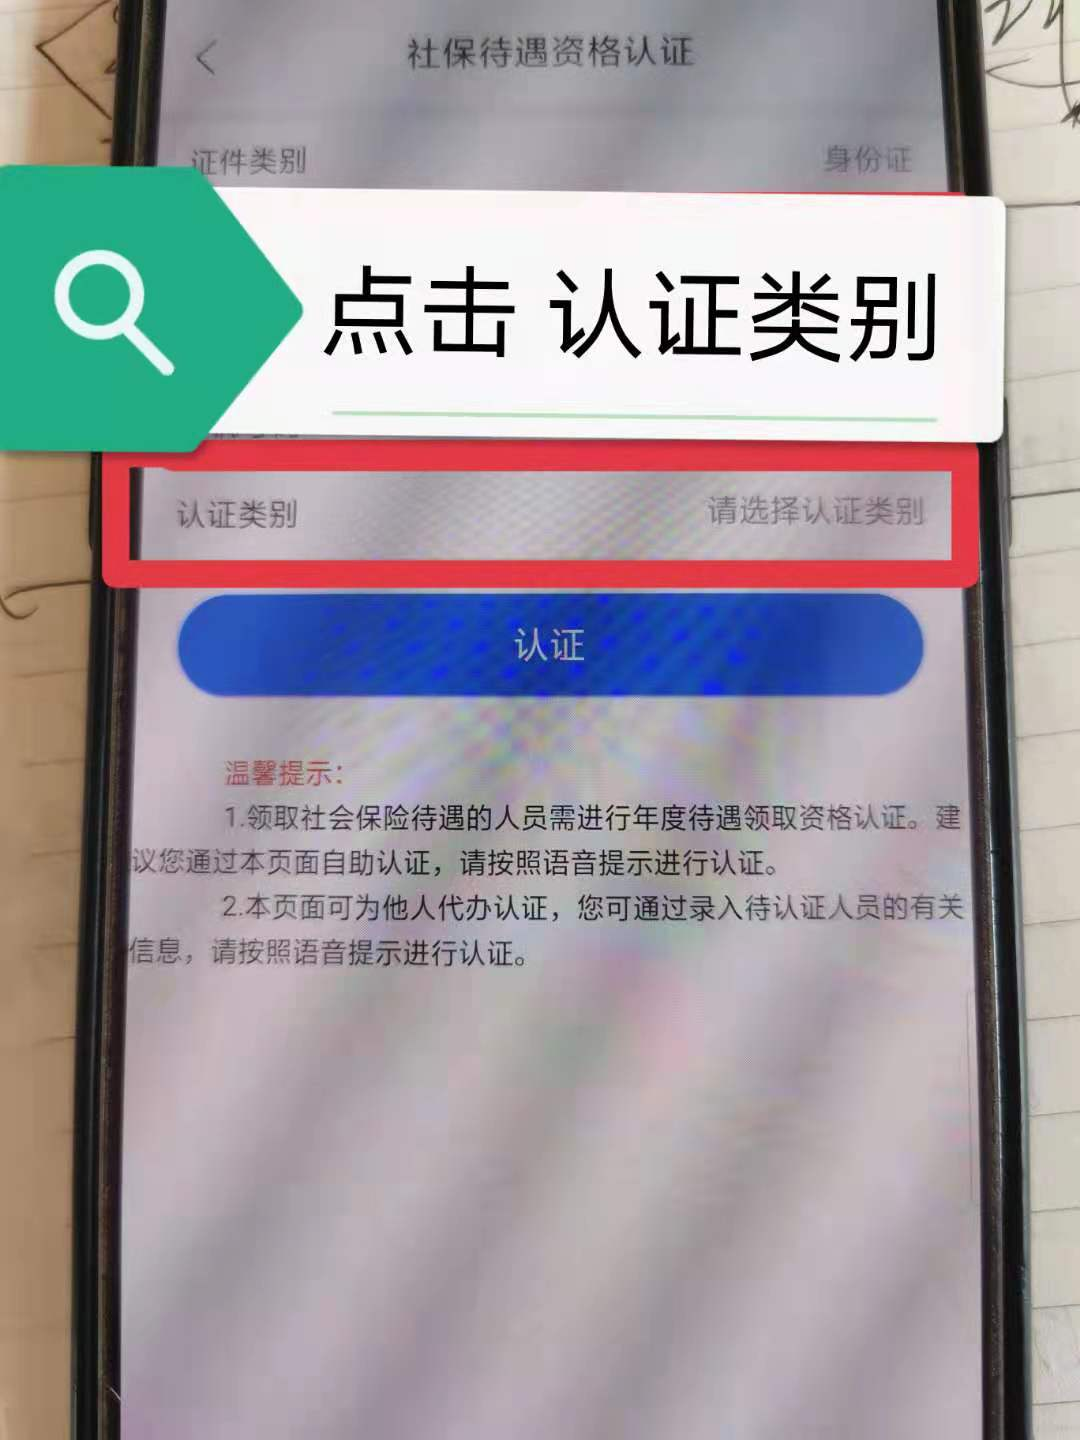 社保待遇资格认证
证件类别 身份证
点击 认证类别
认证类别 请选择认证类别
认证
温馨提示：
1.领取社会保险待遇的人员需进行年度待遇领取资格认证。建
议您通过本页面自助认证，请按照语音提示进行认证。
2.本页面可为他人代办认证，您可通过录入待认证人员的有关
信息，请按照语音提示进行认证。